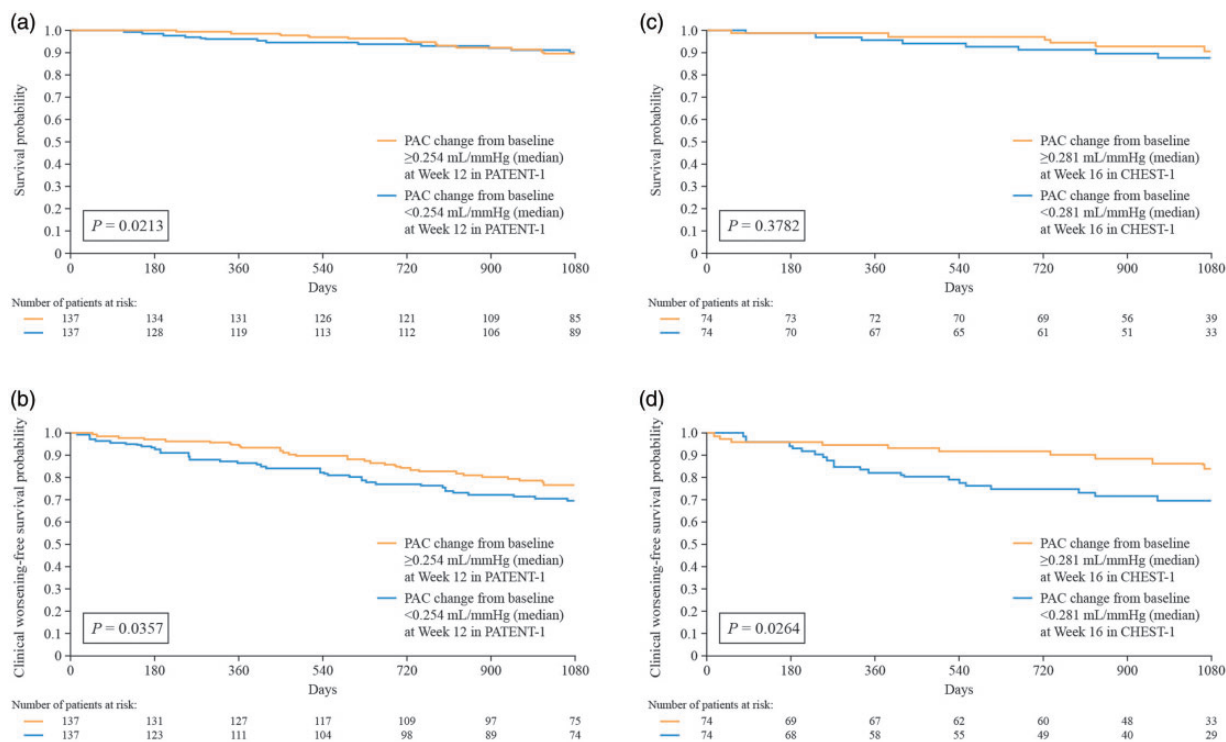 (a)
Survival probability
1.0
0.9
0.8
0.7
0.6
0.5
0.4
0.3
0.2
0.1
0
PAC change from baseline
≥0.254 mL/mmHg (median)
at Week 12 in PATENT-1
PAC change from baseline
<0.254 mL/mmHg (median)
at Week 12 in PATENT-1
P = 0.0213
0 180 360 540 720 900 1080
Days
Number of patients at risk:
137 134 131 126 121 109 85
137 128 119 113 112 106 89
(c)
Survival probability
1.0
0.9
0.8
0.7
0.6
0.5
0.4
0.3
0.2
0.1
0
PAC change from baseline
≥0.281 mL/mmHg (median)
at Week 16 in CHEST-1
PAC change from baseline
<0.281 mL/mmHg (median)
at Week 16 in CHEST-1
P = 0.3782
0 180 360 540 720 900 1080
Days
Number of patients at risk:
74 73 72 70 69 56 39
74 70 67 65 61 51 33
(b)
Clinical worsening-free survival probability
1.0
0.9
0.8
0.7
0.6
0.5
0.4
0.3
0.2
0.1
0
PAC change from baseline
≥0.254 mL/mmHg (median)
at Week 12 in PATENT-1
PAC change from baseline
<0.254 mL/mmHg (median)
at Week 12 in PATENT-1
P = 0.0357
0 180 360 540 720 900 1080
Days
Number of patients at risk:
137 131 127 117 109 97 75
137 123 111 104 98 89 74
(d)
Clinical worsening-free survival probability
1.0
0.9
0.8
0.7
0.6
0.5
0.4
0.3
0.2
0.1
0
PAC change from baseline
≥0.281 mL/mmHg (median)
at Week 16 in CHEST-1
PAC change from baseline
<0.281 mL/mmHg (median)
at Week 16 in CHEST-1
P = 0.0264
0 180 360 540 720 900 1080
Days
Number of patients at risk:
74 69 67 62 60 48 33
74 68 58 55 49 40 29